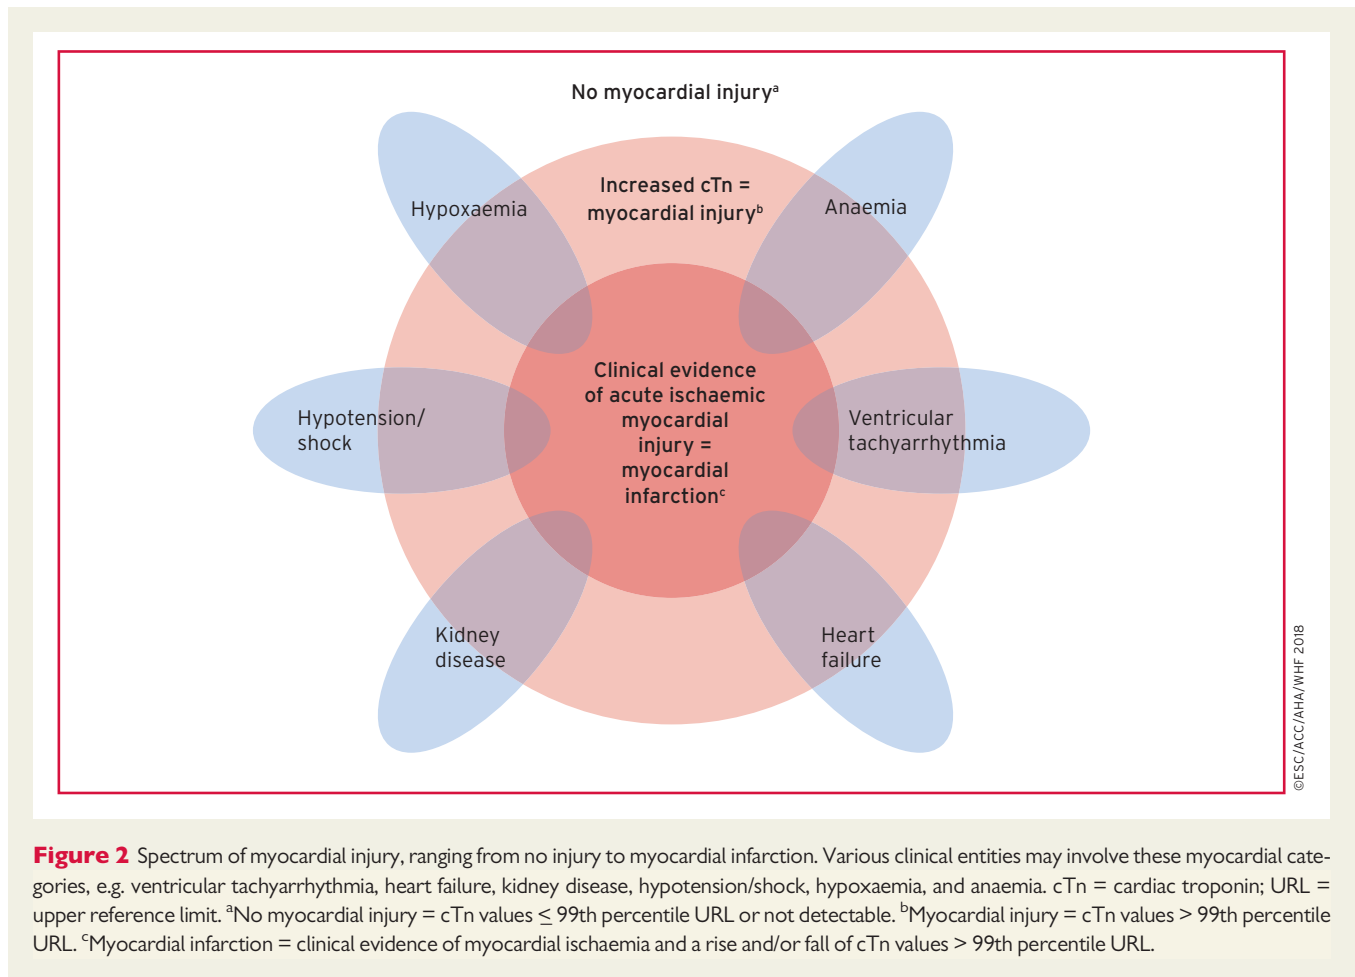 No myocardial injuryᵃ
Increased cTn =
myocardial injuryᵇ
Hypoxaemia
Anaemia
Clinical evidence
of acute ischaemic
myocardial
injury =
myocardial
infarctionᶜ
Hypotension/
shock
Ventricular
tachyarrhythmia
Kidney
disease
Heart
failure
©ESC/ACC/AHA/WHF 2018
Figure 2 Spectrum of myocardial injury, ranging from no injury to myocardial infarction. Various clinical entities may involve these myocardial cate-
gories, e.g. ventricular tachyarrhythmia, heart failure, kidney disease, hypotension/shock, hypoxaemia, and anaemia. cTn = cardiac troponin; URL =
upper reference limit. ᵃNo myocardial injury = cTn values ≤ 99th percentile URL or not detectable. ᵇMyocardial injury = cTn values > 99th percentile
URL. ᶜMyocardial infarction = clinical evidence of myocardial ischaemia and a rise and/or fall of cTn values > 99th percentile URL.